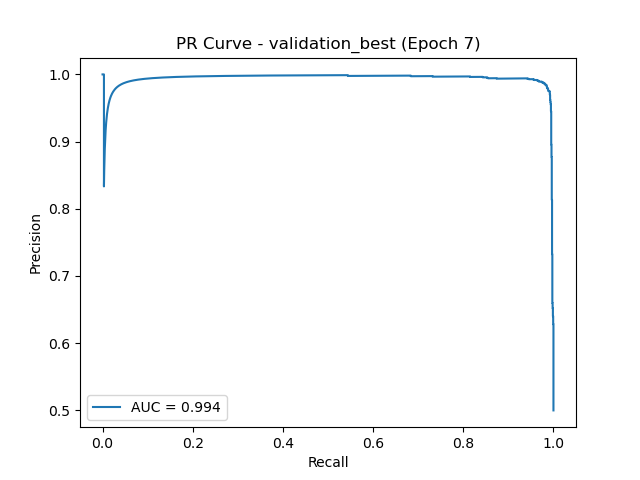 PR Curve - validation_best (Epoch 7)
1.0
0.9
0.8
0.7
0.6
0.5
Precision
AUC = 0.994
0.0 0.2 0.4 0.6 0.8 1.0
Recall